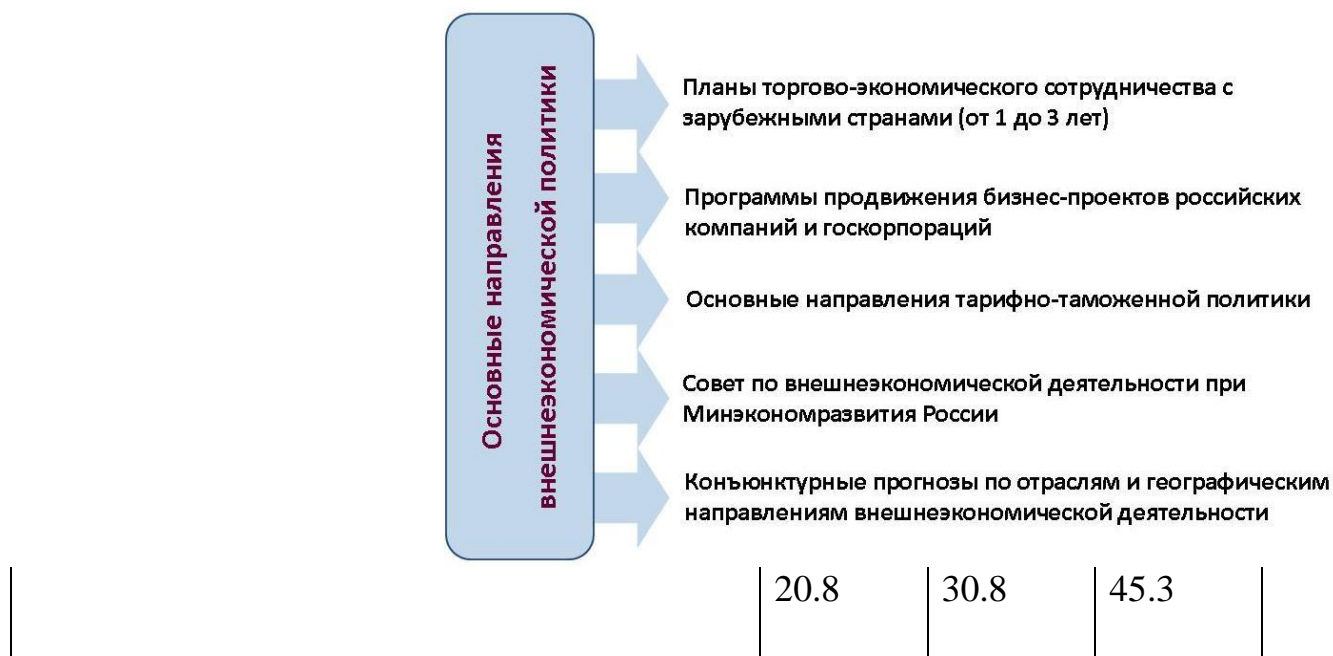 Основные направления
внешнеэкономической политики
Планы торгово-экономического сотрудничества с
зарубежными странами (от 1 до 3 лет)
Программы продвижения бизнес-проектов российских
компаний и госкорпораций
Основные направления тарифно-таможенной политики
Совет по внешнеэкономической деятельности при
Минэкономразвития России
Конъюнктурные прогнозы по отраслям и географическим
направлениям внешнеэкономической деятельности
20.8 30.8 45.3